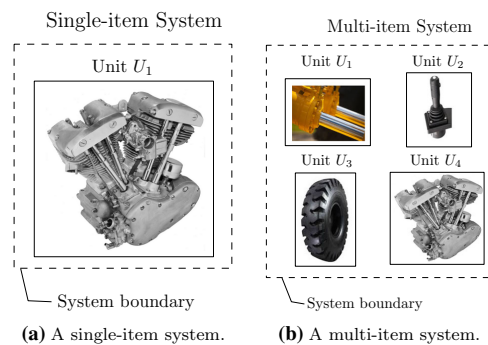 Single-item System
Unit U₁
System boundary
(a) A single-item system.
Multi-item System
Unit U₁
Unit U₂
Unit U₃
Unit U₄
System boundary
(b) A multi-item system.